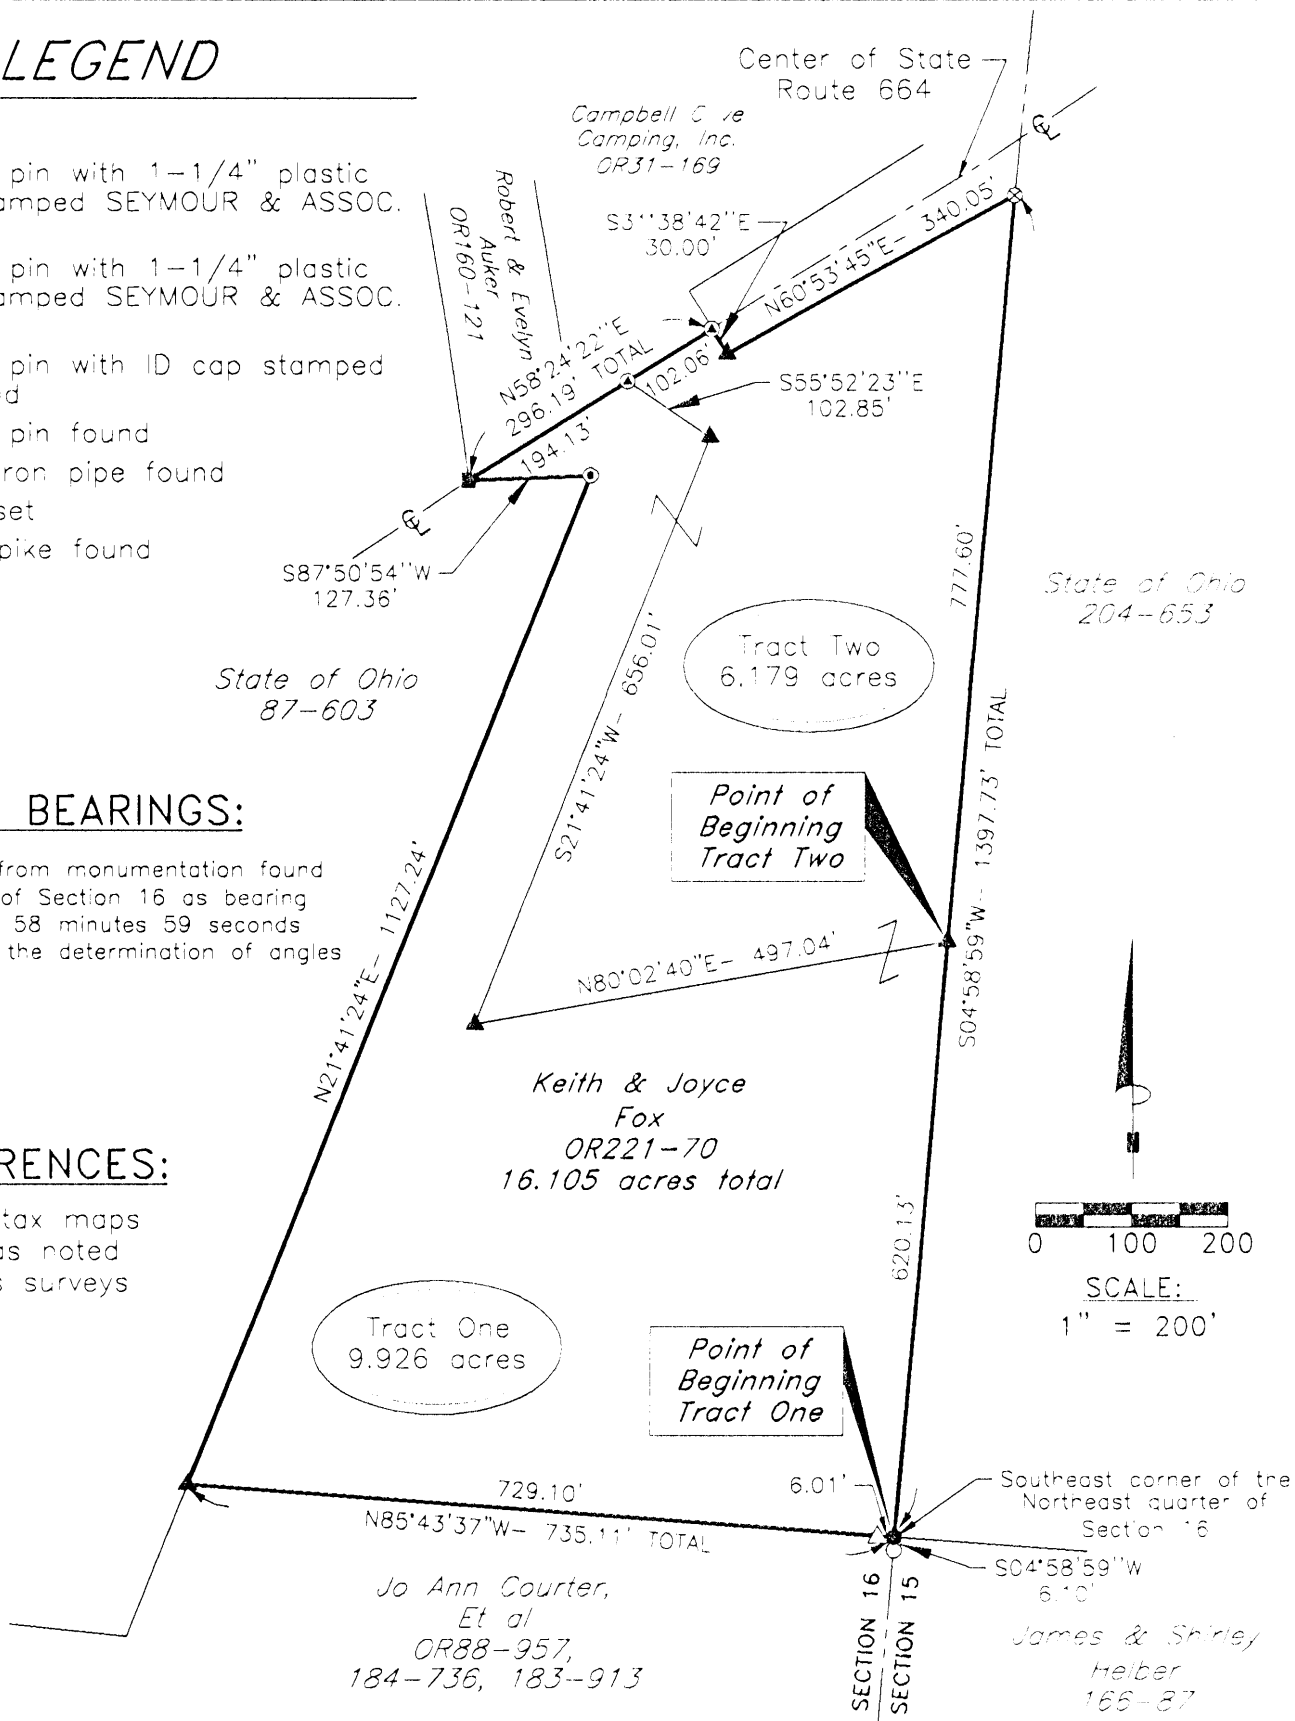 LEGEND
pin with 1-1/4" plastic
amped SEYMOUR & ASSOC.
pin with 1-1/4" plastic
amped SEYMOUR & ASSOC.
pin with ID cap stamped
d
pin found
ron pipe found
set
pike found
Center of State
Route 664
Campbell
Camping, Inc.
OR31-169
Robert & Evelyn
Auker
OR160-121
30.00'
N60°53'45"E- 340.05'
N58°24'22"E
296.19' TOTAL
102.06'
194.13'
S55°52'23"E
102.85'
S87°50'54"W
127.36'
State of Ohio
87-603
S21°41'24"W- 656.01'
Tract Two
6.179 acres
777.60'
State of Ohio
204-653
S04°58'59"W- 1397.73' TOTAL
BEARINGS:
from monumentation found
of Section 16 as bearing
58 minutes 59 seconds
the determination of angles
Point of
Beginning
Tract Two
N21°41'24"E- 1127.24'
N80°02'40"E- 497.04'
Keith & Joyce
Fox
OR221-70
16.105 acres total
RENCES:
tax maps
as noted
s surveys
620.13'
0 100 200
SCALE:
1" = 200'
Tract One
9.926 acres
Point of
Beginning
Tract One
729.10'
N85°43'37"W- 735.11' TOTAL
6.01'
Southeast corner of the
Northeast quarter of
Section 16
S04°58'59"W
6.10'
SECTION 16
SECTION 15
Jo Ann Courter,
Et al
OR88-957,
184-736, 183-913
James & Shirley
Helber
166-87